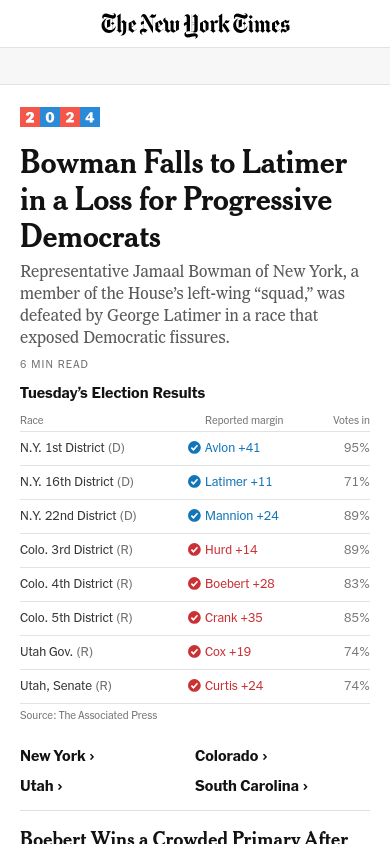 The New York Times
2024
Bowman Falls to Latimer
in a Loss for Progressive
Democrats
Representative Jamaal Bowman of New York, a
member of the House’s left-wing “squad,” was
defeated by George Latimer in a race that
exposed Democratic fissures.
6 MIN READ
Tuesday’s Election Results
Race Reported margin Votes in
N.Y. 1st District (D) Avlon +41 95%
N.Y. 16th District (D) Latimer +11 71%
N.Y. 22nd District (D) Mannion +24 89%
Colo. 3rd District (R) Hurd +14 89%
Colo. 4th District (R) Boebert +28 83%
Colo. 5th District (R) Crank +35 85%
Utah Gov. (R) Cox +19 74%
Utah, Senate (R) Curtis +24 74%
Source: The Associated Press
New York › Colorado ›
Utah › South Carolina ›
Boebert Wins a Crowded Primary After